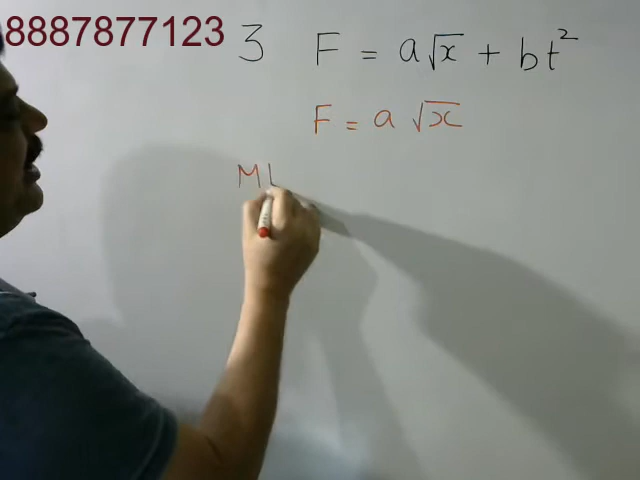 8887877123
3 F = a√x + bt²
F = a √x
ML